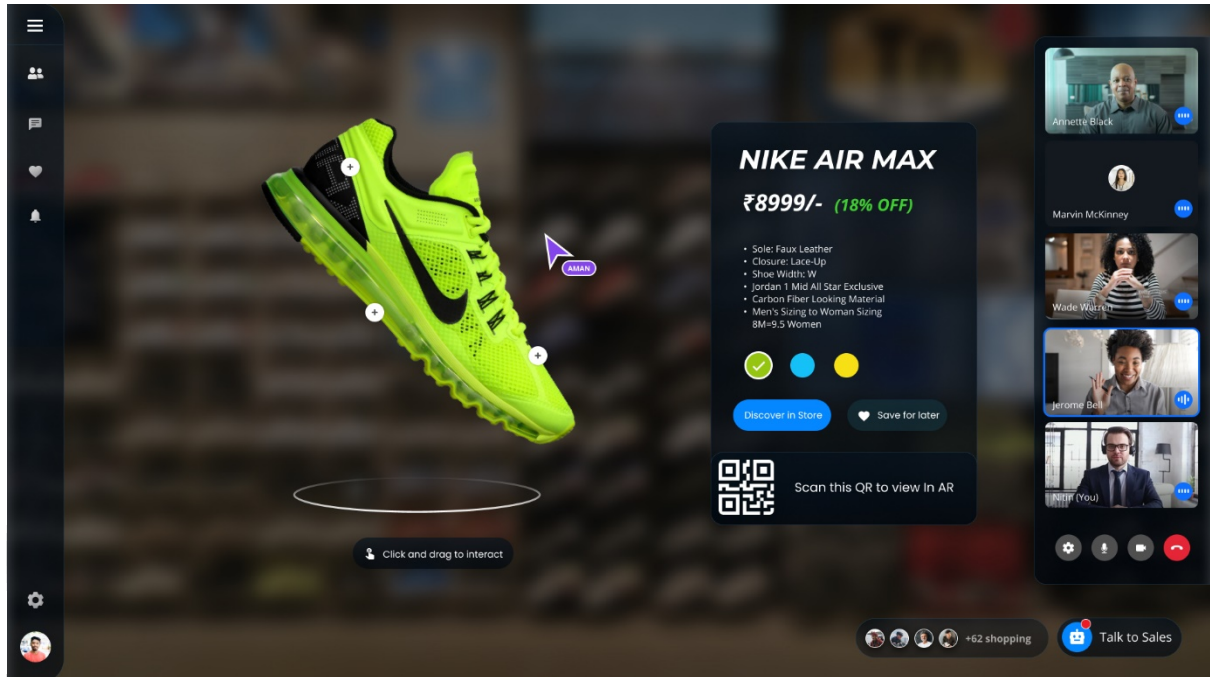 AMAN
Click and drag to interact
NIKE AIR MAX
₹8999/- (18% OFF)
• Sole: Faux Leather
• Closure: Lace-Up
• Shoe Width: W
• Jordan 1 Mid All Star Exclusive
• Carbon Fiber Looking Material
• Men's Sizing to Woman Sizing
8M=9.5 Women
Discover in Store
Save for later
Scan this QR to view In AR
Annette Black
Marvin McKinney
Wade Warren
Jerome Bell
Nitin (You)
+62 shopping
Talk to Sales